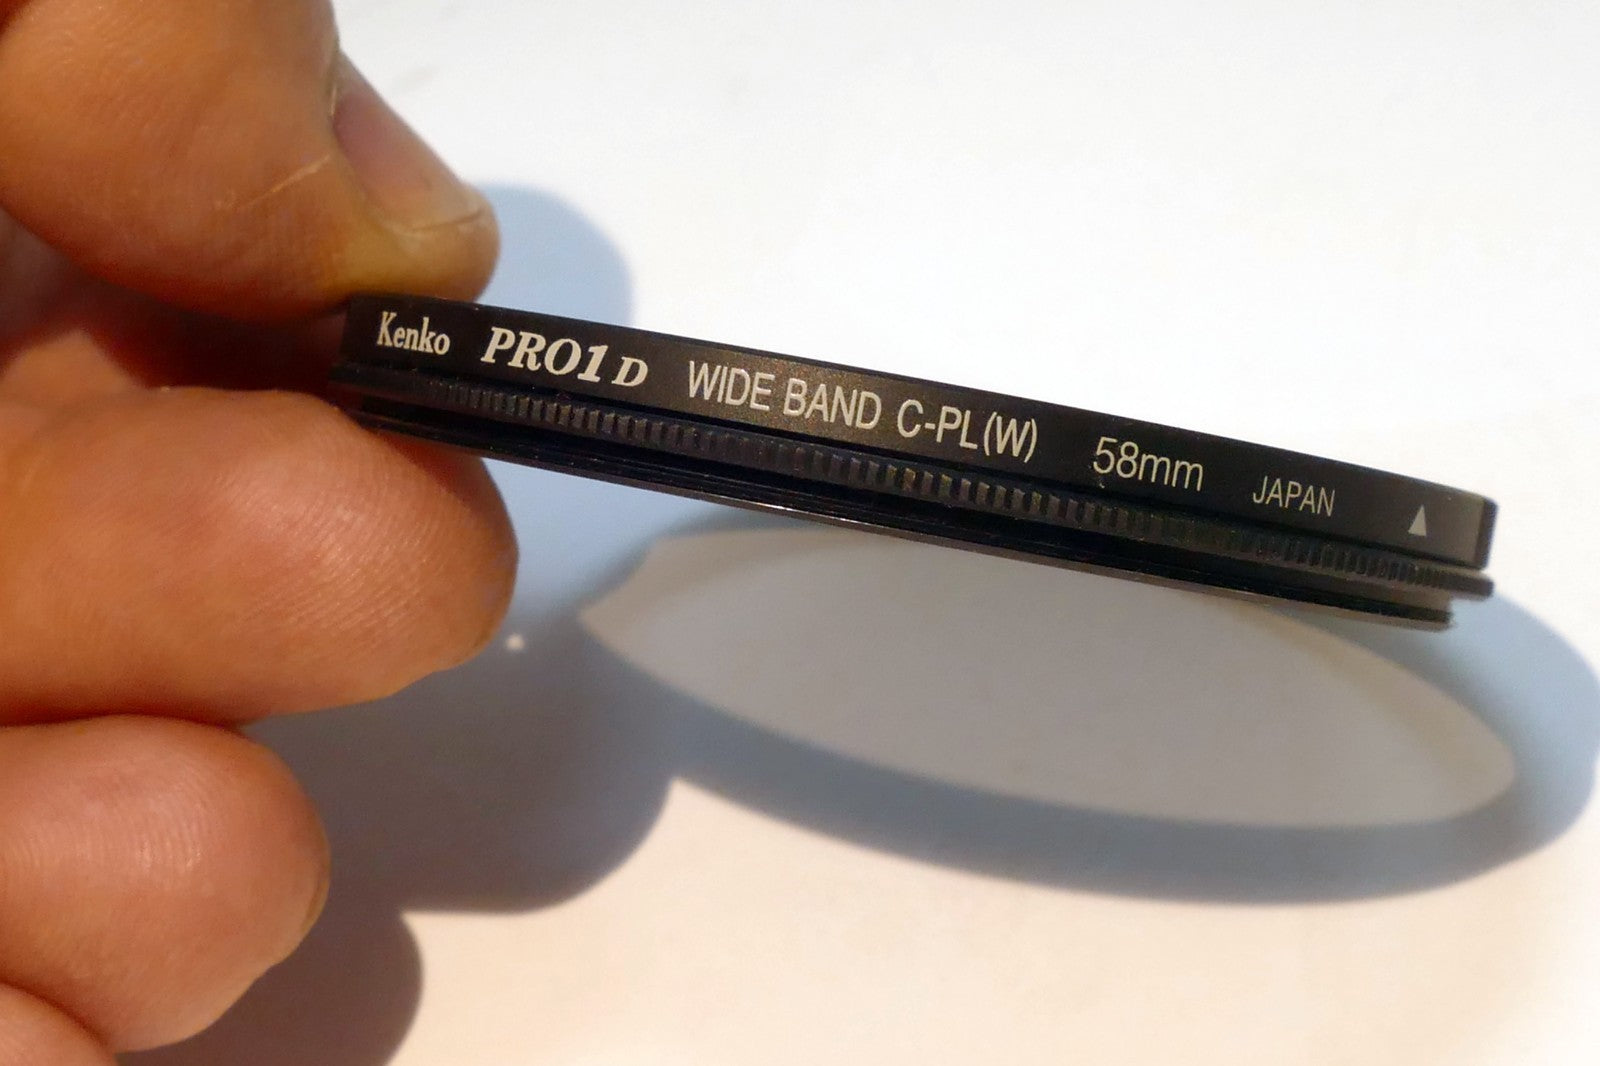 Kenko PRO1D WIDE BAND C-PL(W) 58mm JAPAN